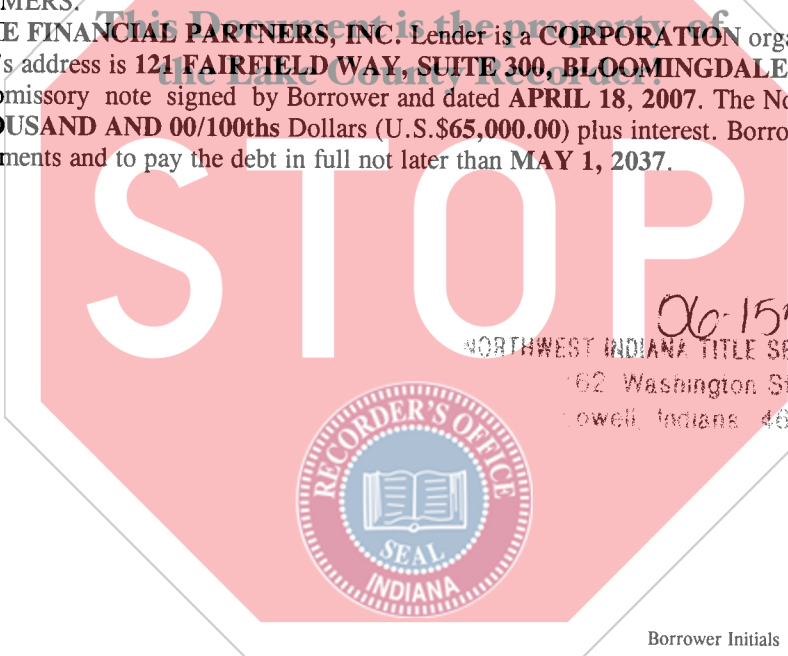 MERS.
This Document is the property of
E FINANCIAL PARTNERS, INC. Lender is a CORPORATION orga
the Lake County Recorder!
's address is 121 FAIRFIELD WAY, SUITE 300, BLOOMINGDALE
omissory note signed by Borrower and dated APRIL 18, 2007. The No
OUSAND AND 00/100ths Dollars (U.S.$65,000.00) plus interest. Borro
ments and to pay the debt in full not later than MAY 1, 2037.
STOP
06-15
NORTHWEST INDIANA TITLE SE
62 Washington St
owell, Indiana 46
RECORDER'S OFFICE
SEAL
INDIANA
Borrower Initials